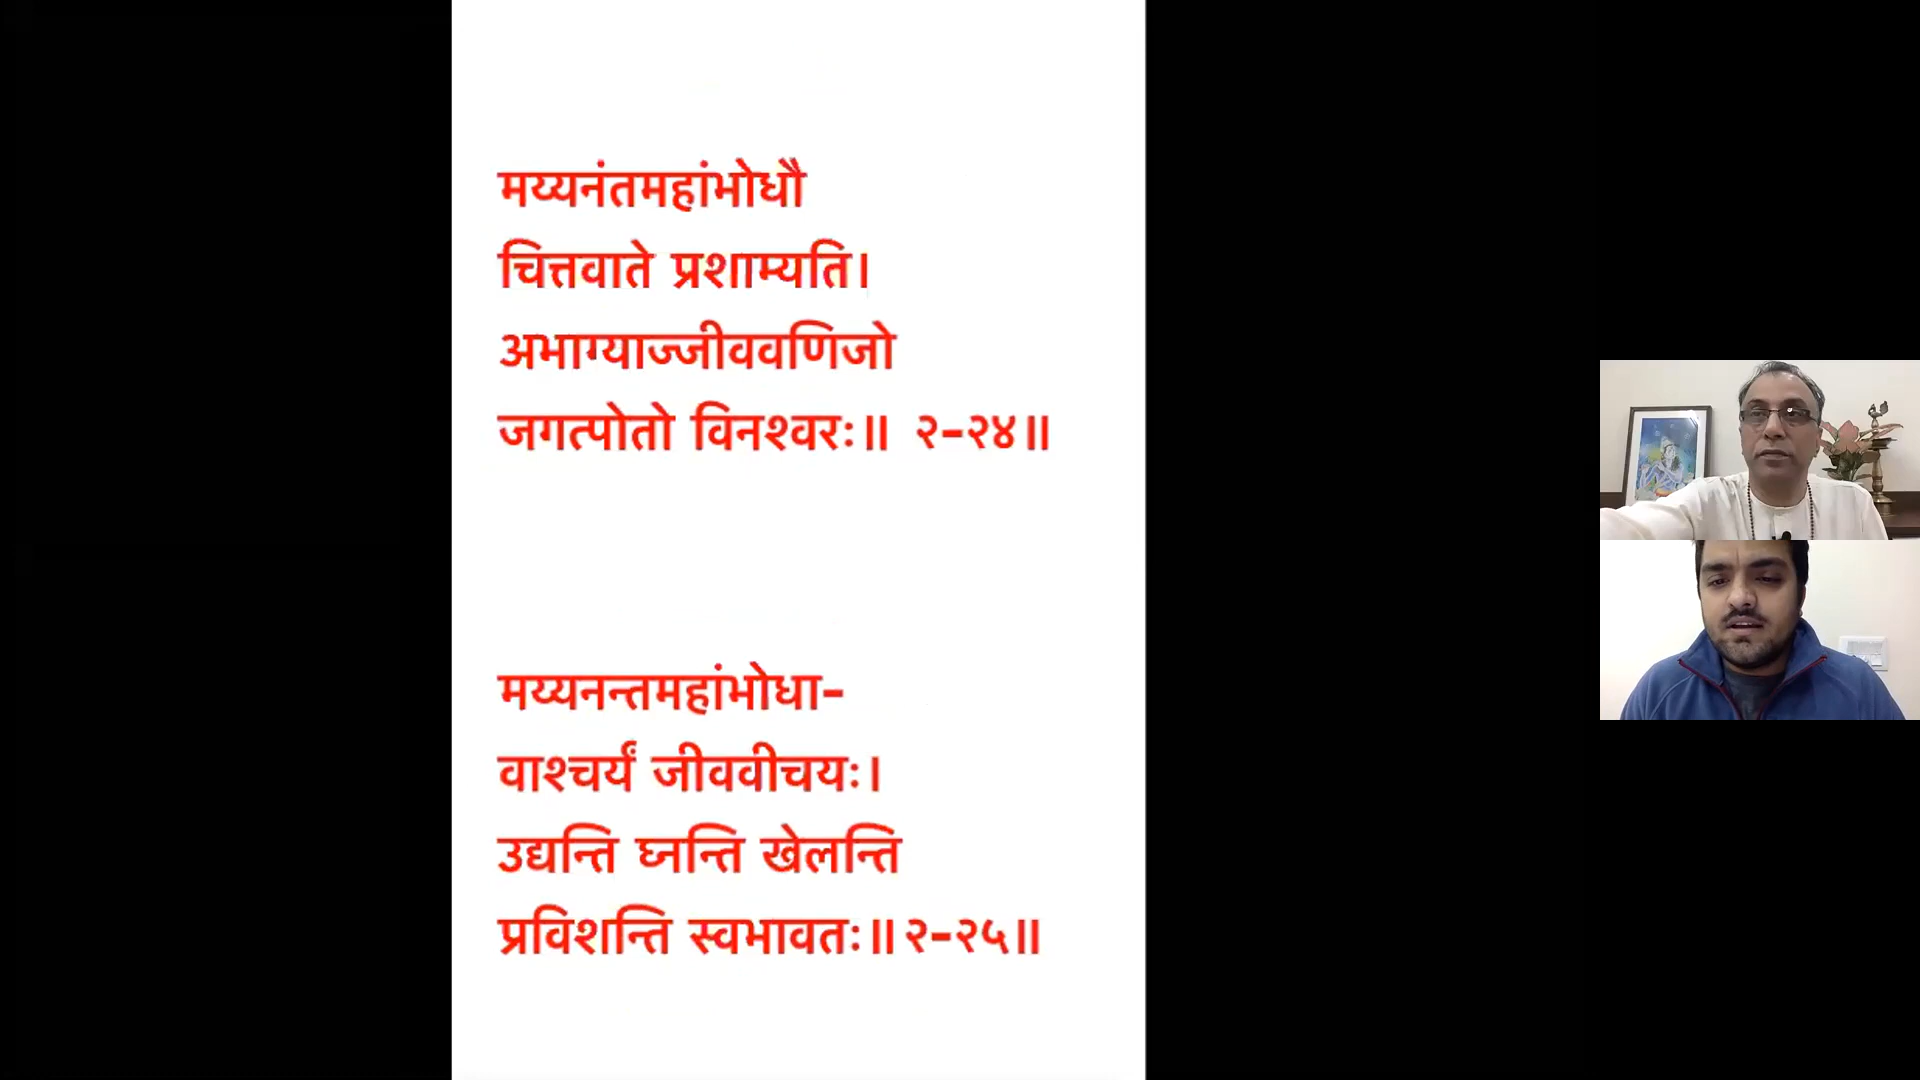 मय्यनंतमहांभोधौ
चित्तवाते प्रशाम्यति।
अभाग्याज्जीववणिजो
जगत्पोतो विनश्वरः॥ २-२४॥
मय्यनन्तमहांभोधा-
वाश्चर्यं जीववीचयः।
उद्यन्ति घ्नन्ति खेलन्ति
प्रविशन्ति स्वभावतः॥२-२५॥